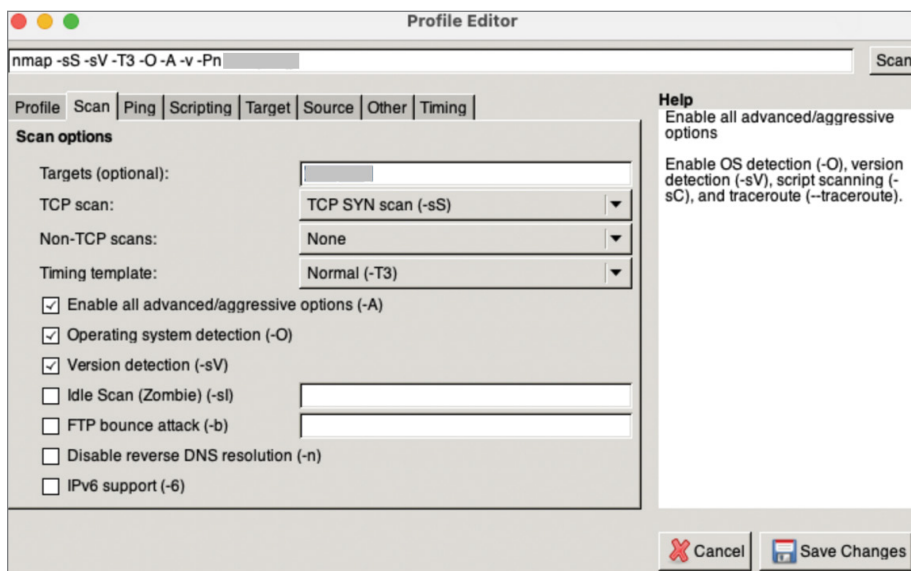 Profile Editor
nmap -sS -sV -T3 -O -A -v -Pn
Scan
Profile Scan Ping Scripting Target Source Other Timing
Scan options
Targets (optional):
TCP scan: TCP SYN scan (-sS)
Non-TCP scans: None
Timing template: Normal (-T3)
Enable all advanced/aggressive options (-A)
Operating system detection (-O)
Version detection (-sV)
Idle Scan (Zombie) (-sI)
FTP bounce attack (-b)
Disable reverse DNS resolution (-n)
IPv6 support (-6)
Help
Enable all advanced/aggressive
options
Enable OS detection (-O), version
detection (-sV), script scanning (-
sC), and traceroute (--traceroute).
Cancel Save Changes